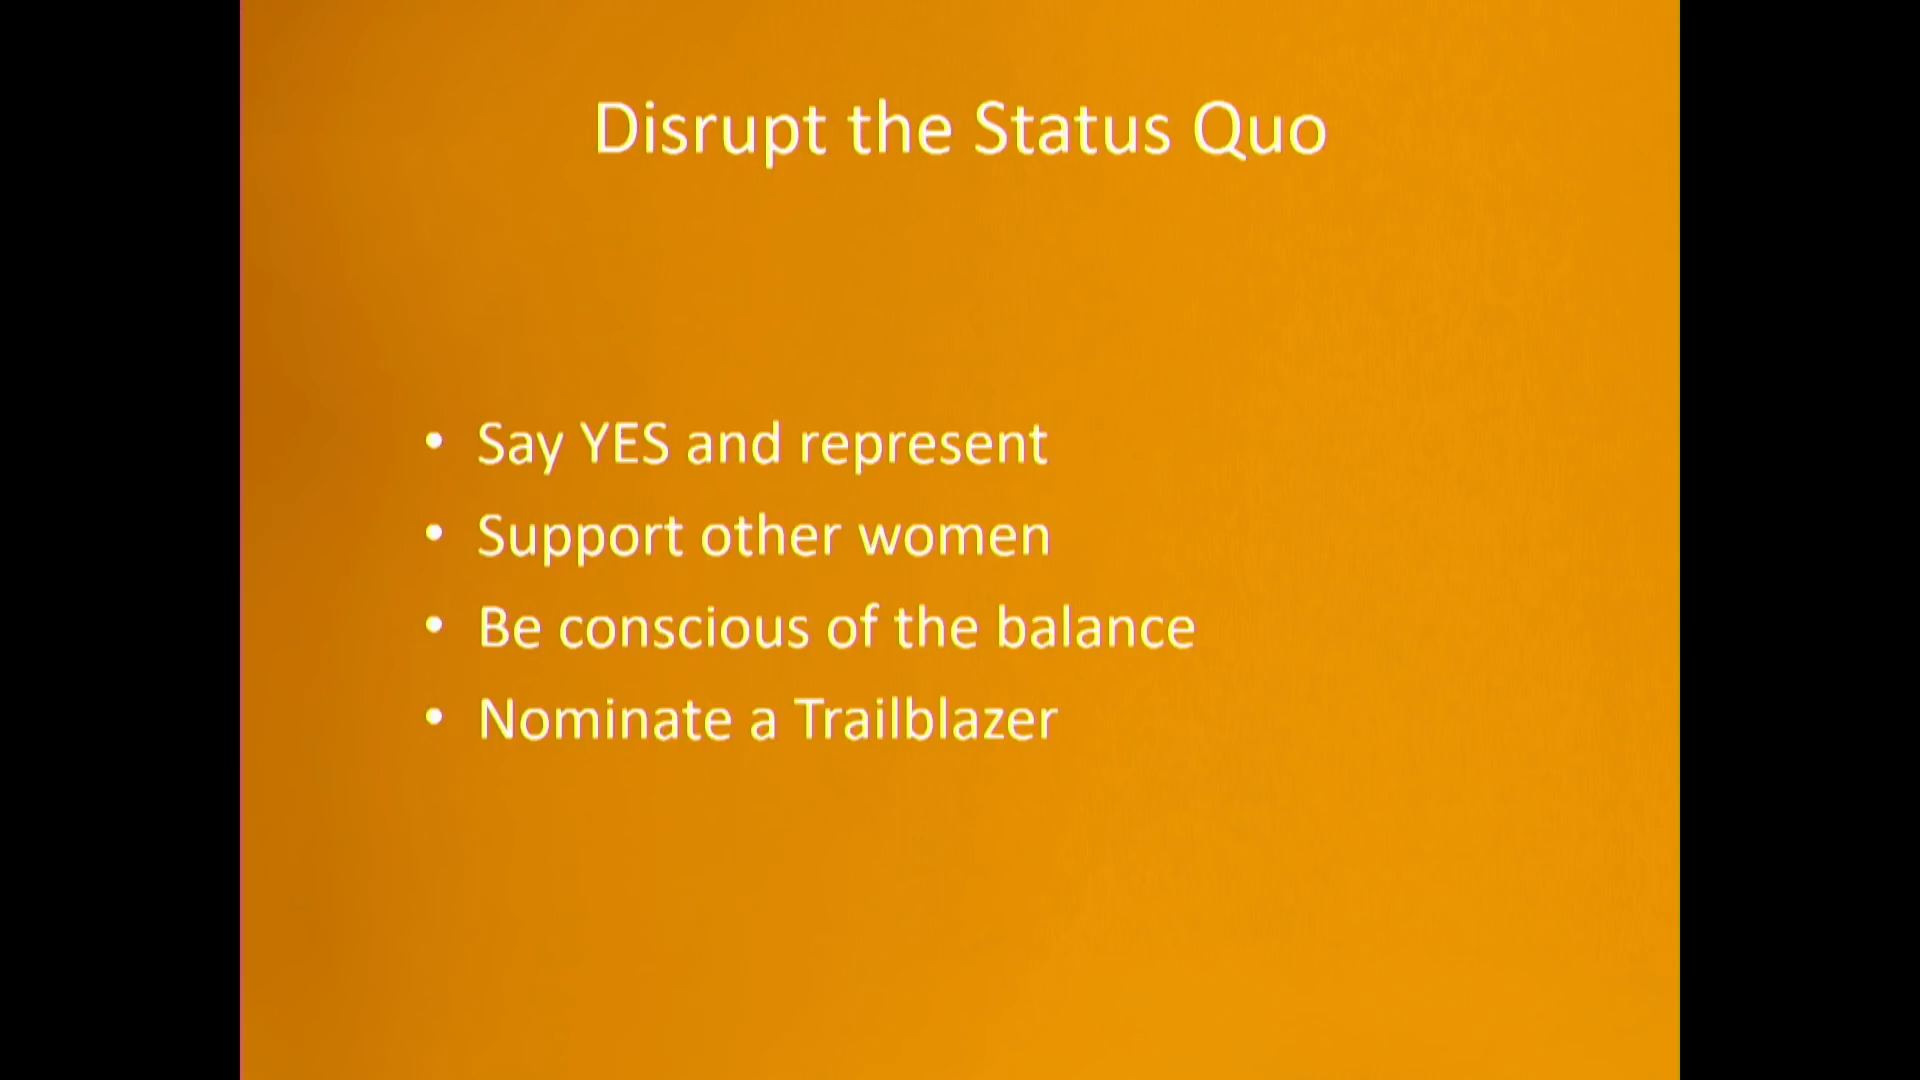 Disrupt the Status Quo
• Say YES and represent
• Support other women
• Be conscious of the balance
• Nominate a Trailblazer